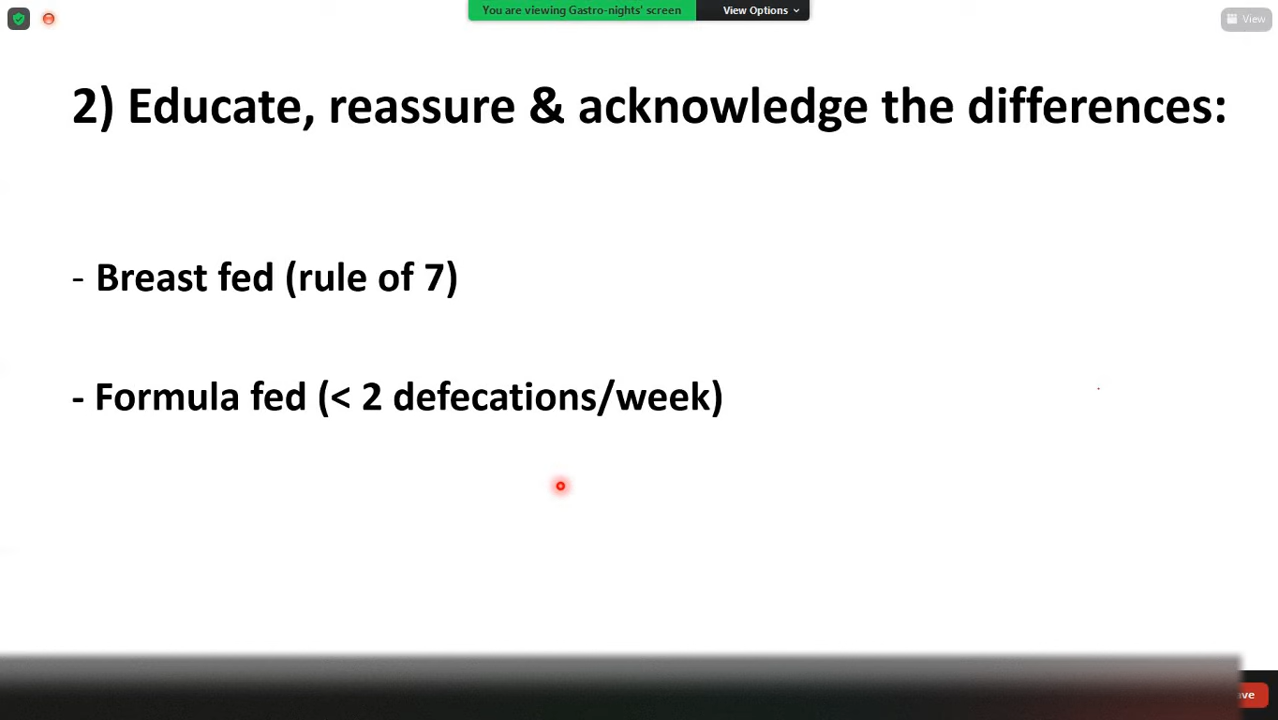 You are viewing Gastro-nights' screen
View Options
View
2) Educate, reassure & acknowledge the differences:
- Breast fed (rule of 7)
- Formula fed (< 2 defecations/week)